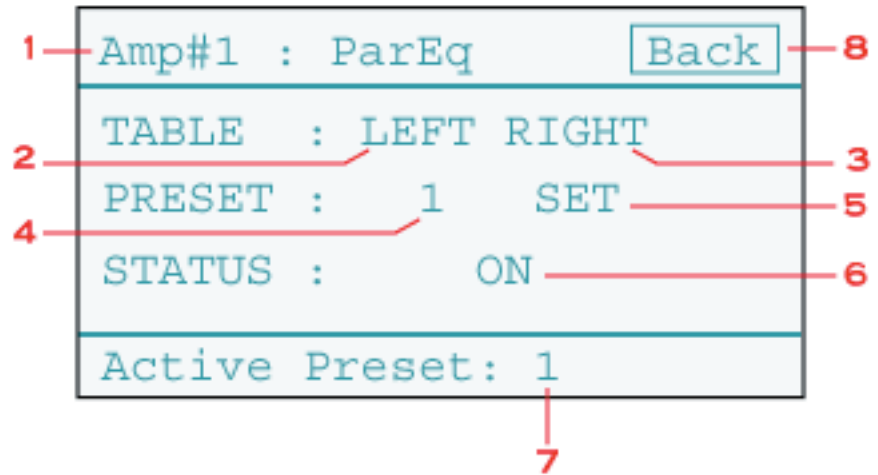 1 Amp#1 : ParEq Back 8
TABLE : LEFT RIGHT
2 3
PRESET : 1 SET 5
4
STATUS : ON 6
Active Preset: 1
7